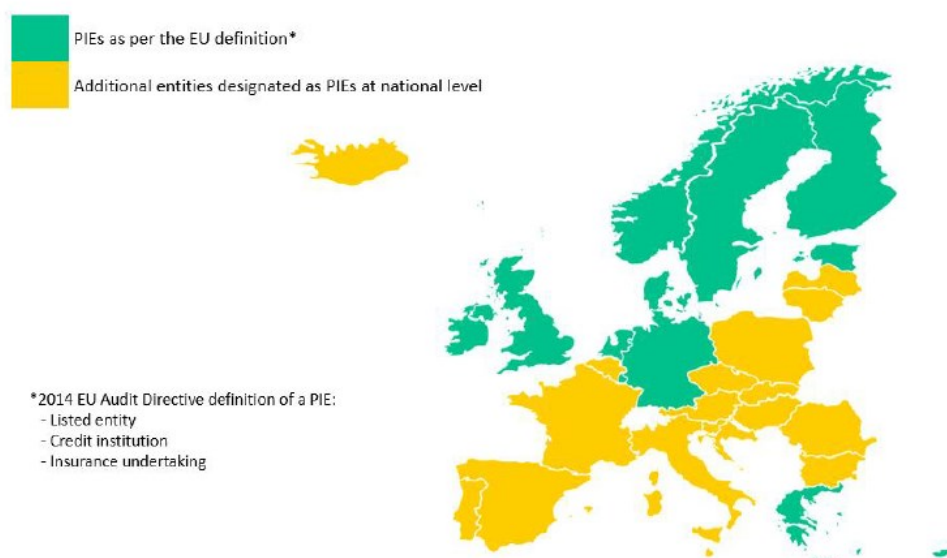 PIEs as per the EU definition*
Additional entities designated as PIEs at national level
*2014 EU Audit Directive definition of a PIE:
- Listed entity
- Credit institution
- Insurance undertaking